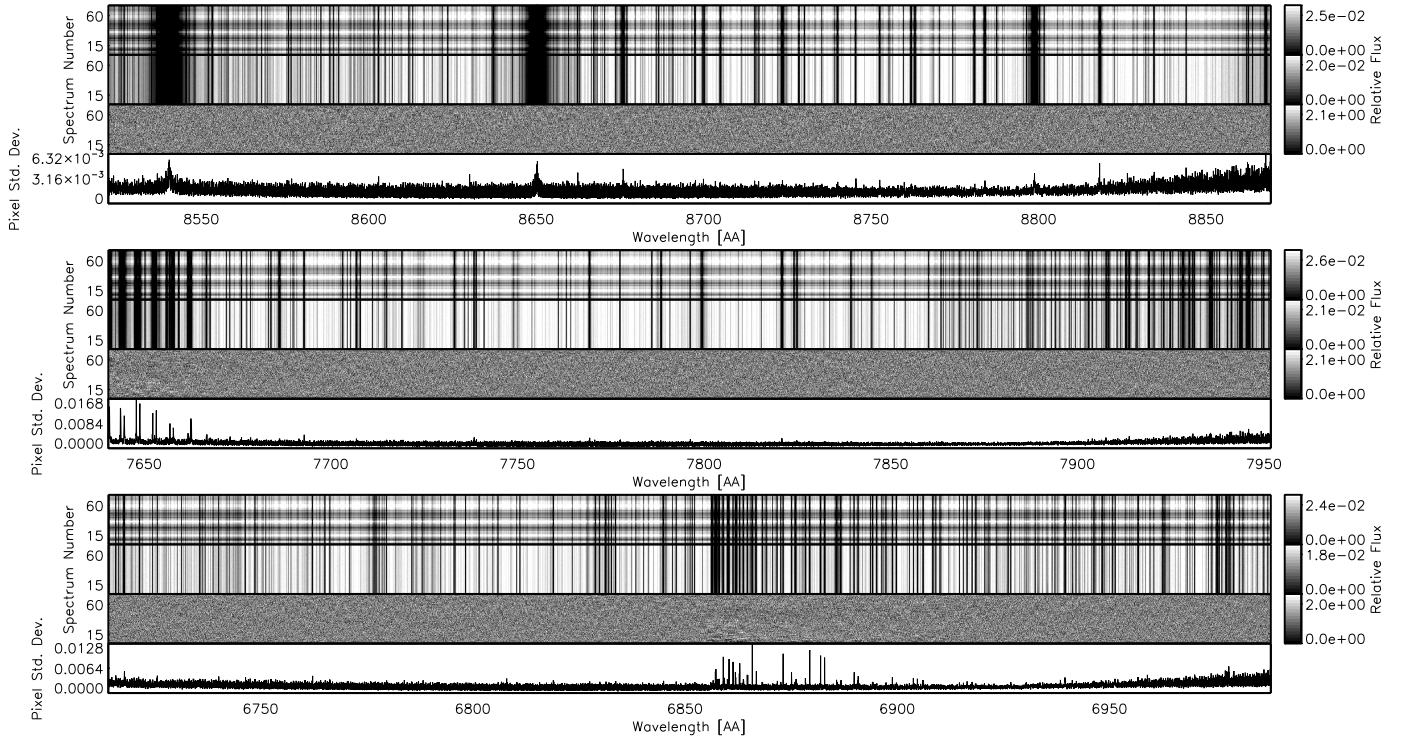 60
15
60
15
60
15
Spectrum Number
Pixel Std. Dev.
6.32×10⁻³
3.16×10⁻³
0
8550 8600 8650 8700 8750 8800 8850
Wavelength [AA]
2.5e-02
0.0e+00
2.0e-02
0.0e+00
2.1e+00
0.0e+00
Relative Flux
60
15
60
15
60
15
Spectrum Number
Pixel Std. Dev.
0.0168
0.0084
0.0000
7650 7700 7750 7800 7850 7900 7950
Wavelength [AA]
2.6e-02
0.0e+00
2.1e-02
0.0e+00
2.1e+00
0.0e+00
Relative Flux
60
15
60
15
60
15
Spectrum Number
Pixel Std. Dev.
0.0128
0.0064
0.0000
6750 6800 6850 6900 6950
Wavelength [AA]
2.4e-02
0.0e+00
1.8e-02
0.0e+00
2.0e+00
0.0e+00
Relative Flux